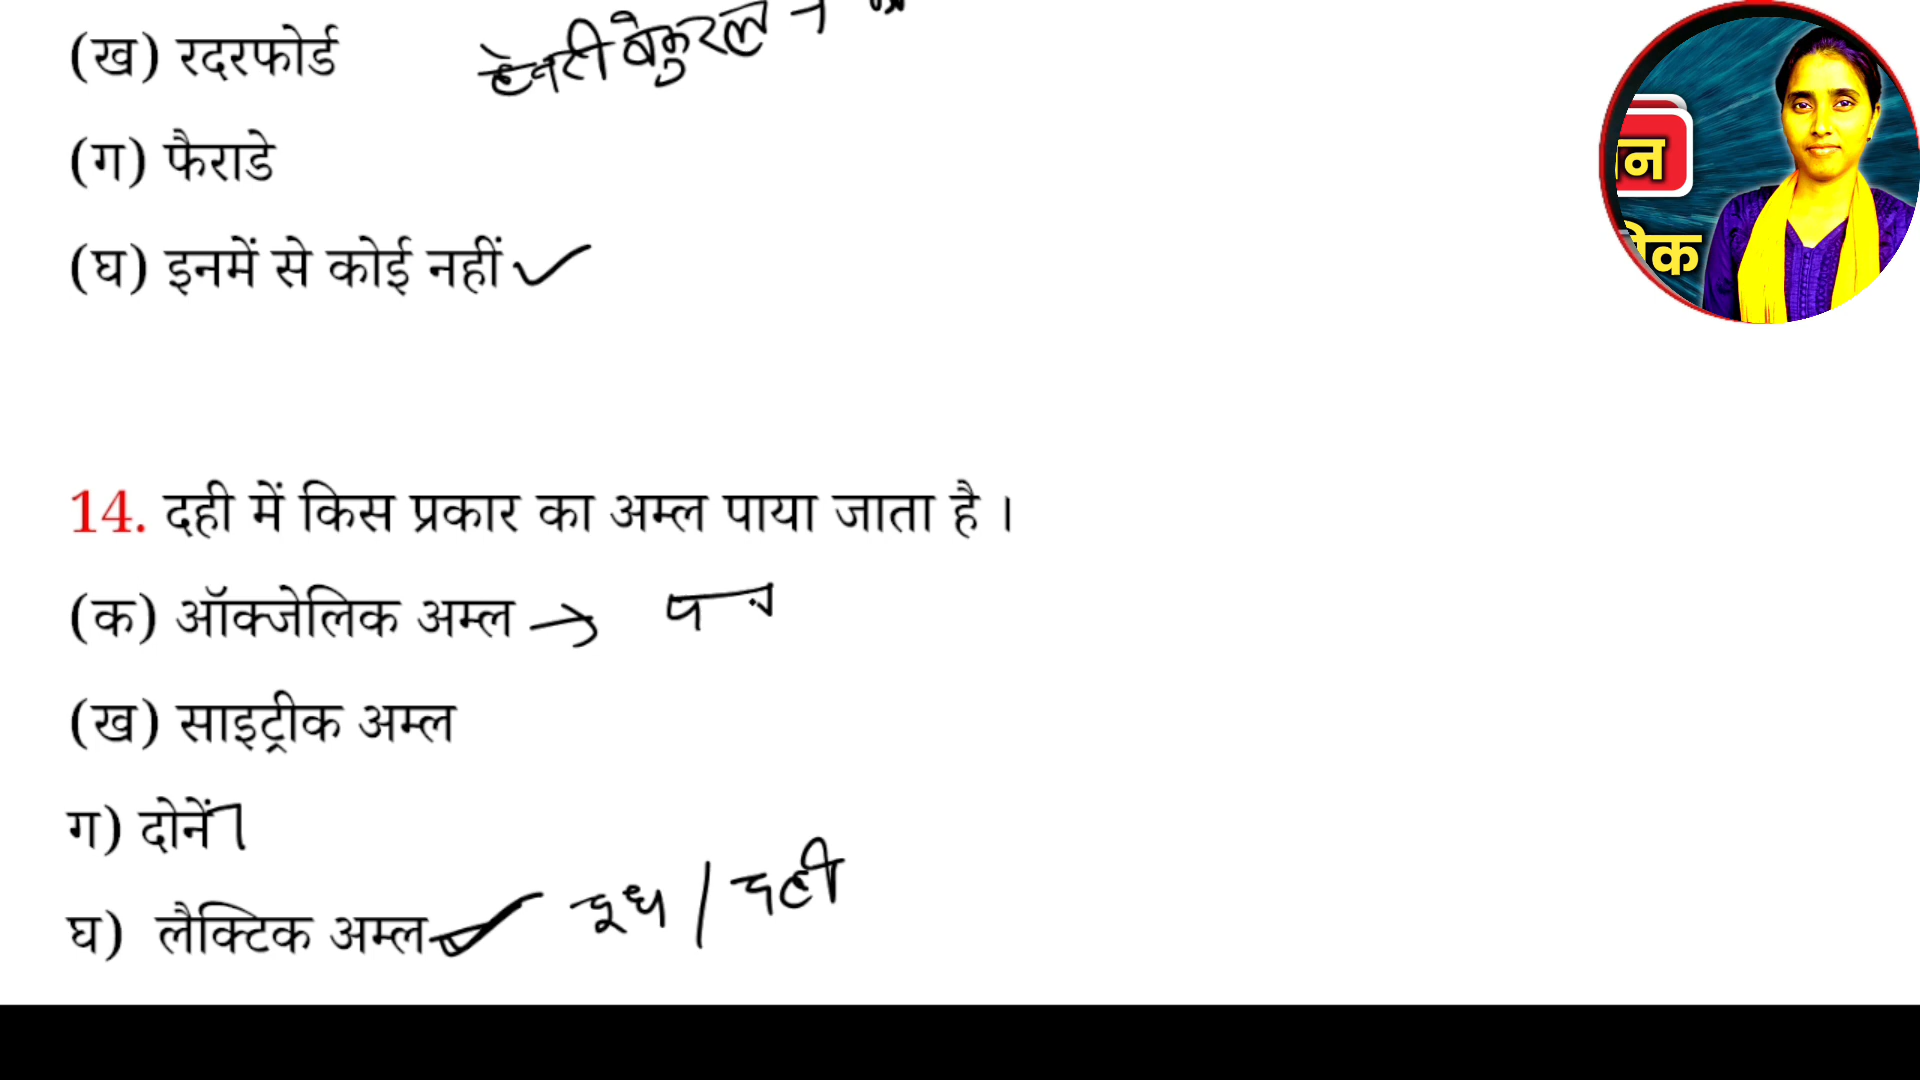 (ख) रदरफोर्ड हेनरी बेकुरल
(ग) फैराडे
(घ) इनमें से कोई नहीं
14. दही में किस प्रकार का अम्ल पाया जाता है ।
(क) ऑक्जेलिक अम्ल →
(ख) साइट्रीक अम्ल
ग) दोनें
घ) लैक्टिक अम्ल दूध / दही